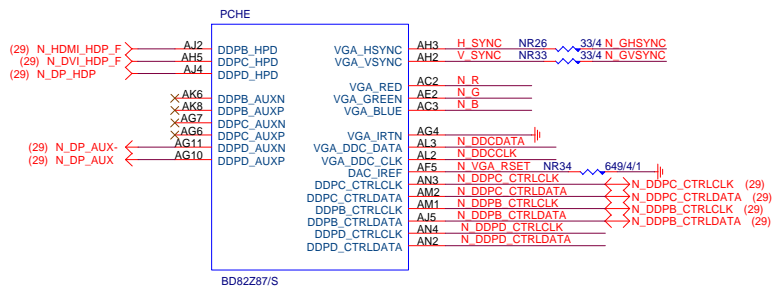 PCHE
(29) N_HDMI_HDP_F AJ2 DDPB_HPD VGA_HSYNC AH3 H_SYNC NR26 33/4 N_GHSYNC
(29) N_DVI_HDP_F AH5 DDPC_HPD VGA_VSYNC AH2 V_SYNC NR33 33/4 N_GVSYNC
(29) N_DP_HDP AJ4 DDPD_HPD
VGA_RED AC2 N_R
AK6 DDPB_AUXN VGA_GREEN AE2 N_G
AK8 DDPB_AUXP VGA_BLUE AC3 N_B
AG7 DDPC_AUXN
AG6 DDPC_AUXP VGA_IRTN AG4
(29) N_DP_AUX- AG11 DDPD_AUXN VGA_DDC_DATA AL3 N_DDCDATA
(29) N_DP_AUX AG10 DDPD_AUXP VGA_DDC_CLK AL2 N_DDCCLK
DAC_IREF AF5 N_VGA_RSET NR34 649/4/1
DDPC_CTRLCLK AN3 N_DDPC_CTRLCLK N_DDPC_CTRLCLK (29)
DDPC_CTRLDATA AM2 N_DDPC_CTRLDATA N_DDPC_CTRLDATA (29)
DDPB_CTRLCLK AM1 N_DDPB_CTRLCLK N_DDPB_CTRLCLK (29)
DDPB_CTRLDATA AJ5 N_DDPB_CTRLDATA N_DDPB_CTRLDATA (29)
DDPD_CTRLCLK AN4 N_DDPD_CTRLCLK
DDPD_CTRLDATA AN2 N_DDPD_CTRLDATA
BD82Z87/S